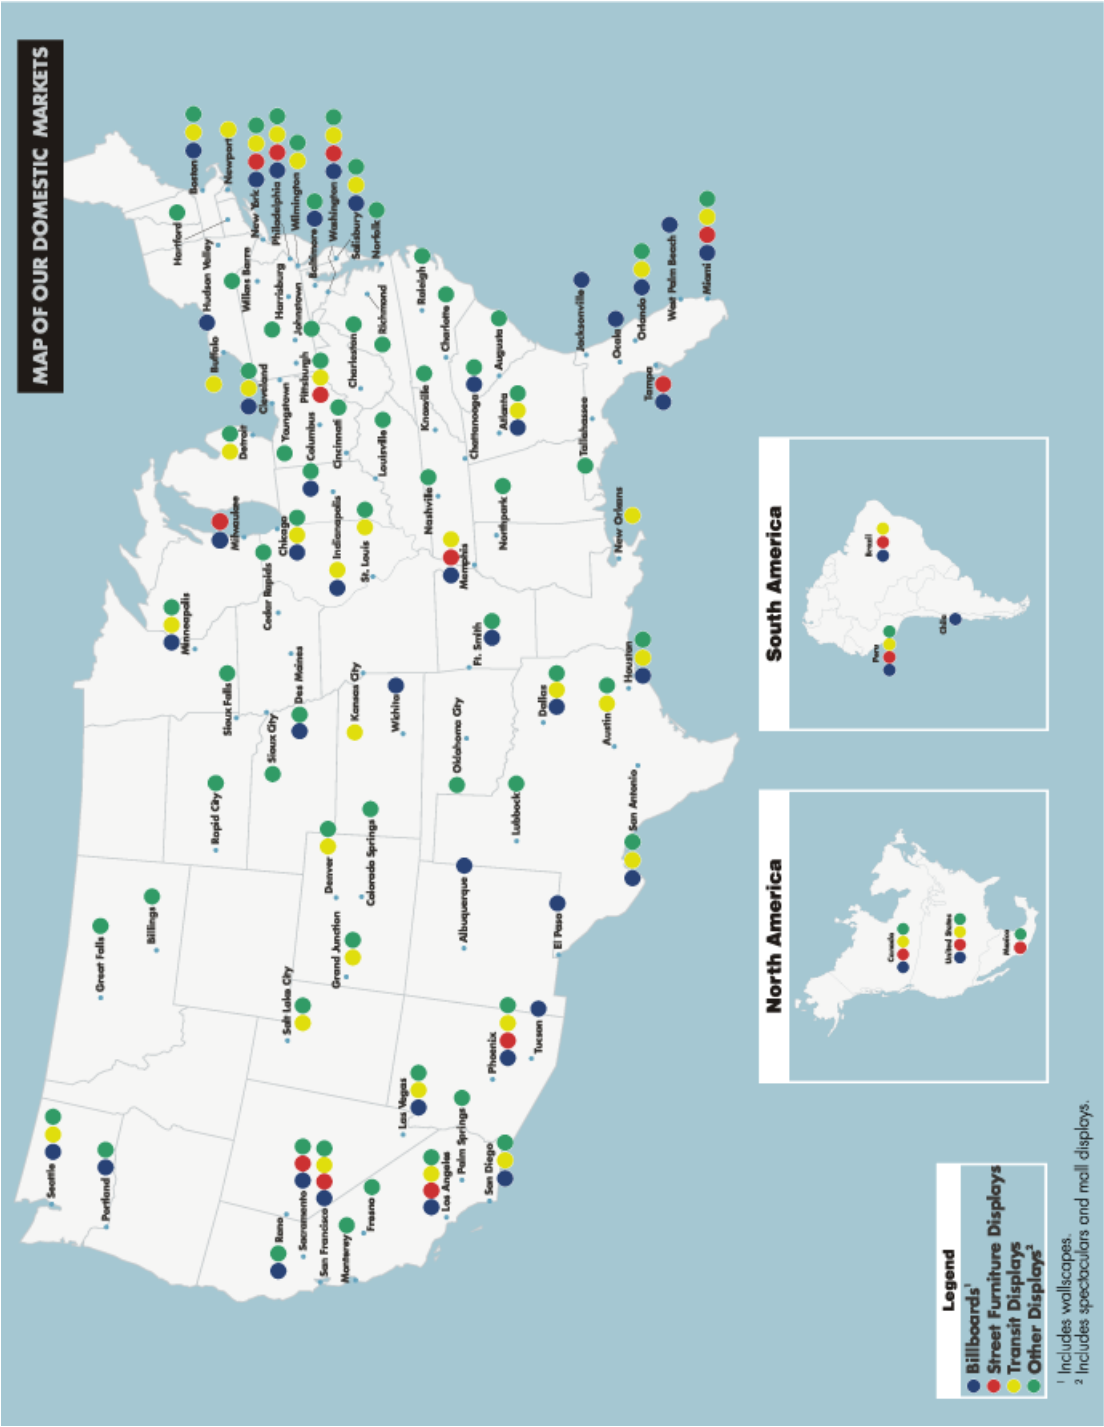 MAP OF OUR DOMESTIC MARKETS
Seattle
Portland
Great Falls
Billings
Rapid City
Sioux Falls
Minneapolis
Milwaukee
Detroit
Buffalo
Hudson Valley
Hartford
Boston
Newport
New York
Philadelphia
Wilmington
Baltimore
Washington
Salisbury
Norfolk
Wilkes Barre
Harrisburg
Johnstown
Pittsburgh
Cleveland
Youngstown
Columbus
Cincinnati
Charleston
Richmond
Raleigh
Charlotte
Augusta
Louisville
Knoxville
Chattanooga
Atlanta
Nashville
Northpark
Memphis
Chicago
Cedar Rapids
Indianapolis
St. Louis
Des Maines
Sioux City
Kansas City
Wichita
Oklahoma City
Ft. Smith
Dallas
Austin
Houston
San Antonio
Lubbock
New Orleans
Tallahassee
Jacksonville
Ocala
Orlando
West Palm Beach
Miami
Tampa
Denver
Colorado Springs
Grand Junction
Salt Lake City
Albuquerque
El Paso
Phoenix
Tucson
Las Vegas
Reno
Sacramento
San Francisco
Monterey
Fresno
Los Angeles
Palm Springs
San Diego
Legend
Billboards¹
Street Furniture Displays
Transit Displays
Other Displays²
¹ Includes wallscapes.
² Includes spectaculars and mall displays.
North America
Canada
United States
Mexico
South America
Peru
Brazil
Chile